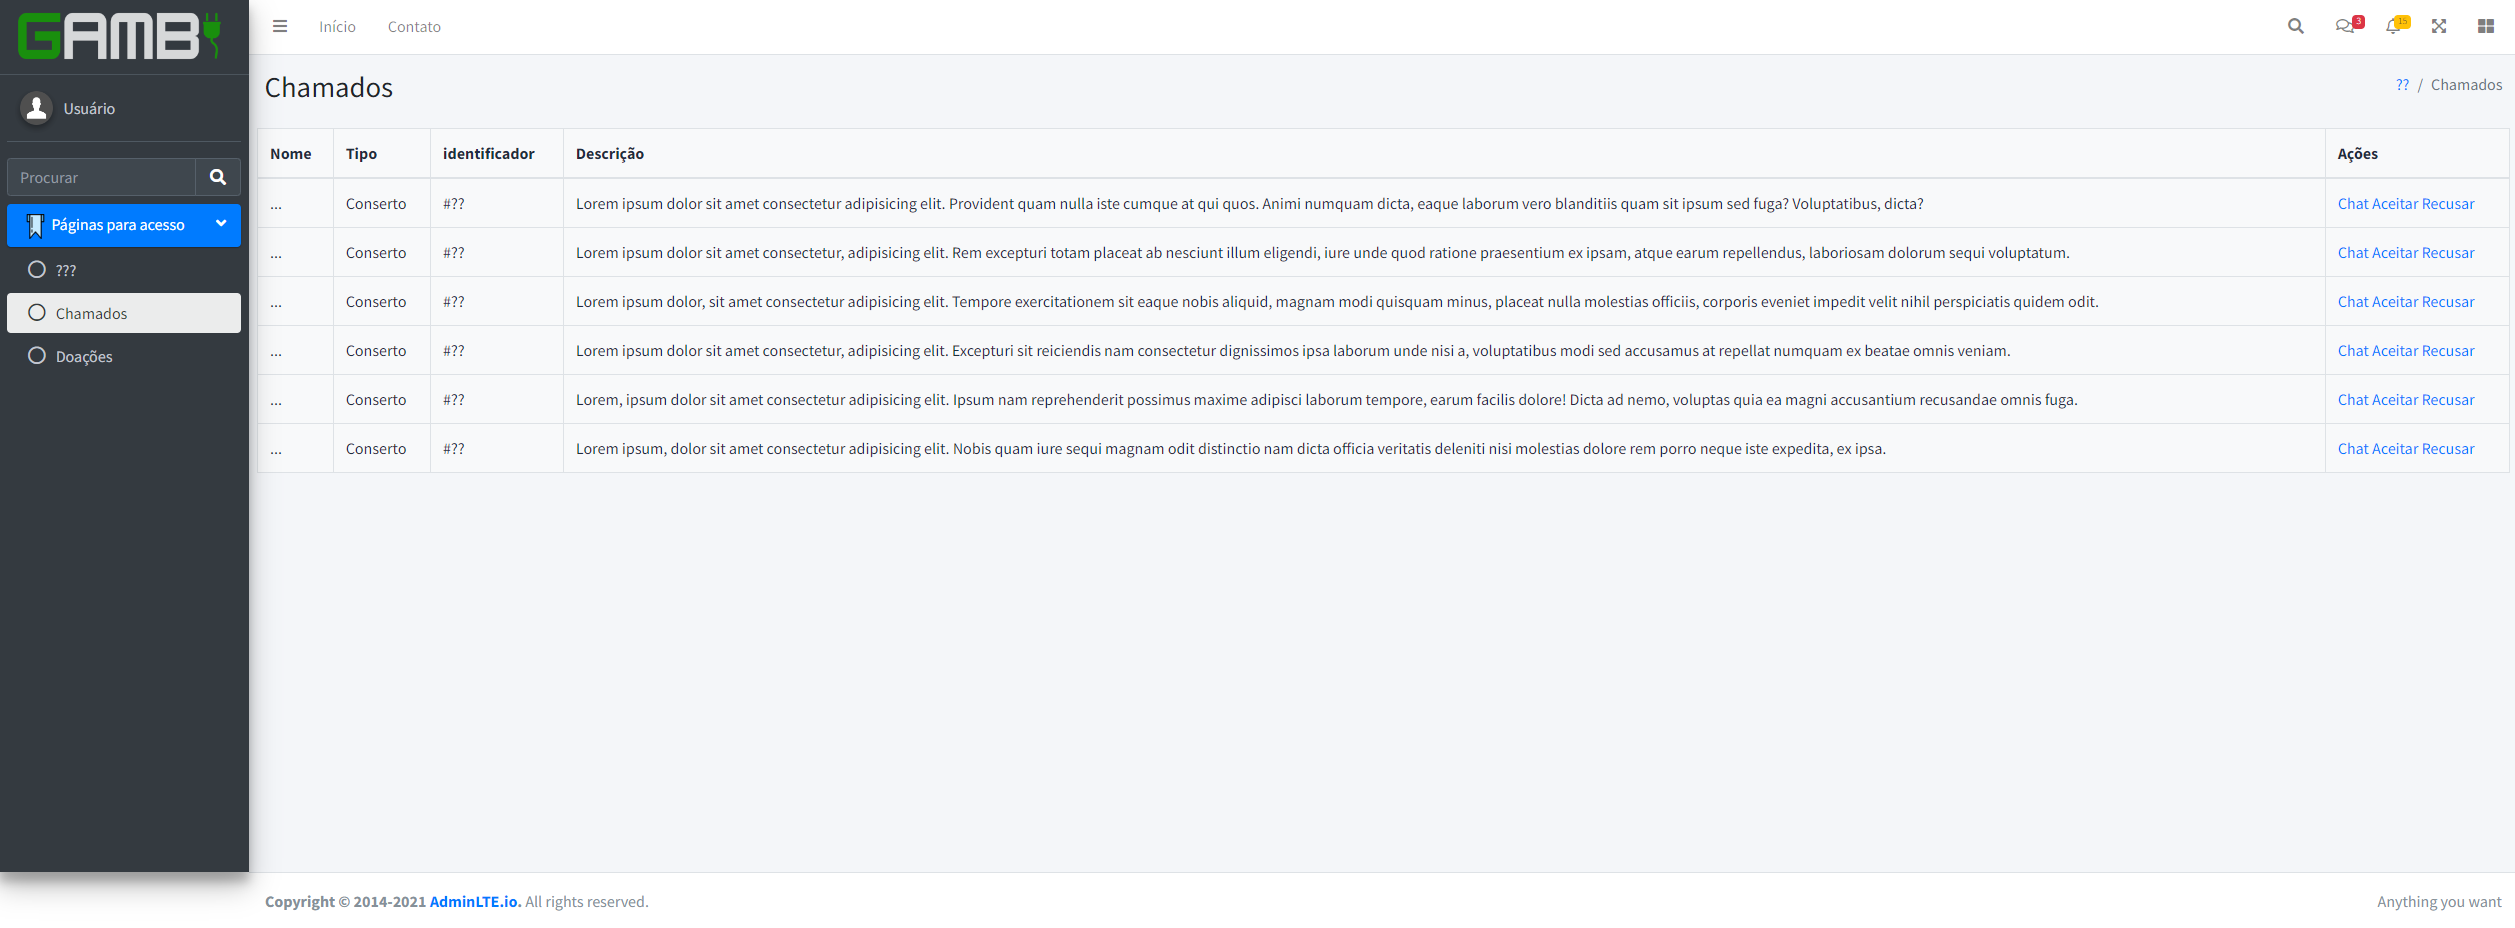 GAMB
Início Contato
3 15
Usuário
Procurar
Páginas para acesso
???
Chamados
Doações
Chamados
?? / Chamados
Nome Tipo identificador Descrição Ações
... Conserto #?? Lorem ipsum dolor sit amet consectetur adipisicing elit. Provident quam nulla iste cumque at qui quos. Animi numquam dicta, eaque laborum vero blanditiis quam sit ipsum sed fuga? Voluptatibus, dicta? Chat Aceitar Recusar
... Conserto #?? Lorem ipsum dolor sit amet consectetur, adipisicing elit. Rem excepturi totam placeat ab nesciunt illum eligendi, iure unde quod ratione praesentium ex ipsam, atque earum repellendus, laboriosam dolorum sequi voluptatum. Chat Aceitar Recusar
... Conserto #?? Lorem ipsum dolor, sit amet consectetur adipisicing elit. Tempore exercitationem sit eaque nobis aliquid, magnam modi quisquam minus, placeat nulla molestias officiis, corporis eveniet impedit velit nihil perspiciatis quidem odit. Chat Aceitar Recusar
... Conserto #?? Lorem ipsum dolor sit amet consectetur, adipisicing elit. Excepturi sit reiciendis nam consectetur dignissimos ipsa laborum unde nisi a, voluptatibus modi sed accusamus at repellat numquam ex beatae omnis veniam. Chat Aceitar Recusar
... Conserto #?? Lorem, ipsum dolor sit amet consectetur adipisicing elit. Ipsum nam reprehenderit possimus maxime adipisci laborum tempore, earum facilis dolore! Dicta ad nemo, voluptas quia ea magni accusantium recusandae omnis fuga. Chat Aceitar Recusar
... Conserto #?? Lorem ipsum, dolor sit amet consectetur adipisicing elit. Nobis quam iure sequi magnam odit distinctio nam dicta officia veritatis deleniti nisi molestias dolore rem porro neque iste expedita, ex ipsa. Chat Aceitar Recusar
Copyright © 2014-2021 AdminLTE.io. All rights reserved.
Anything you want